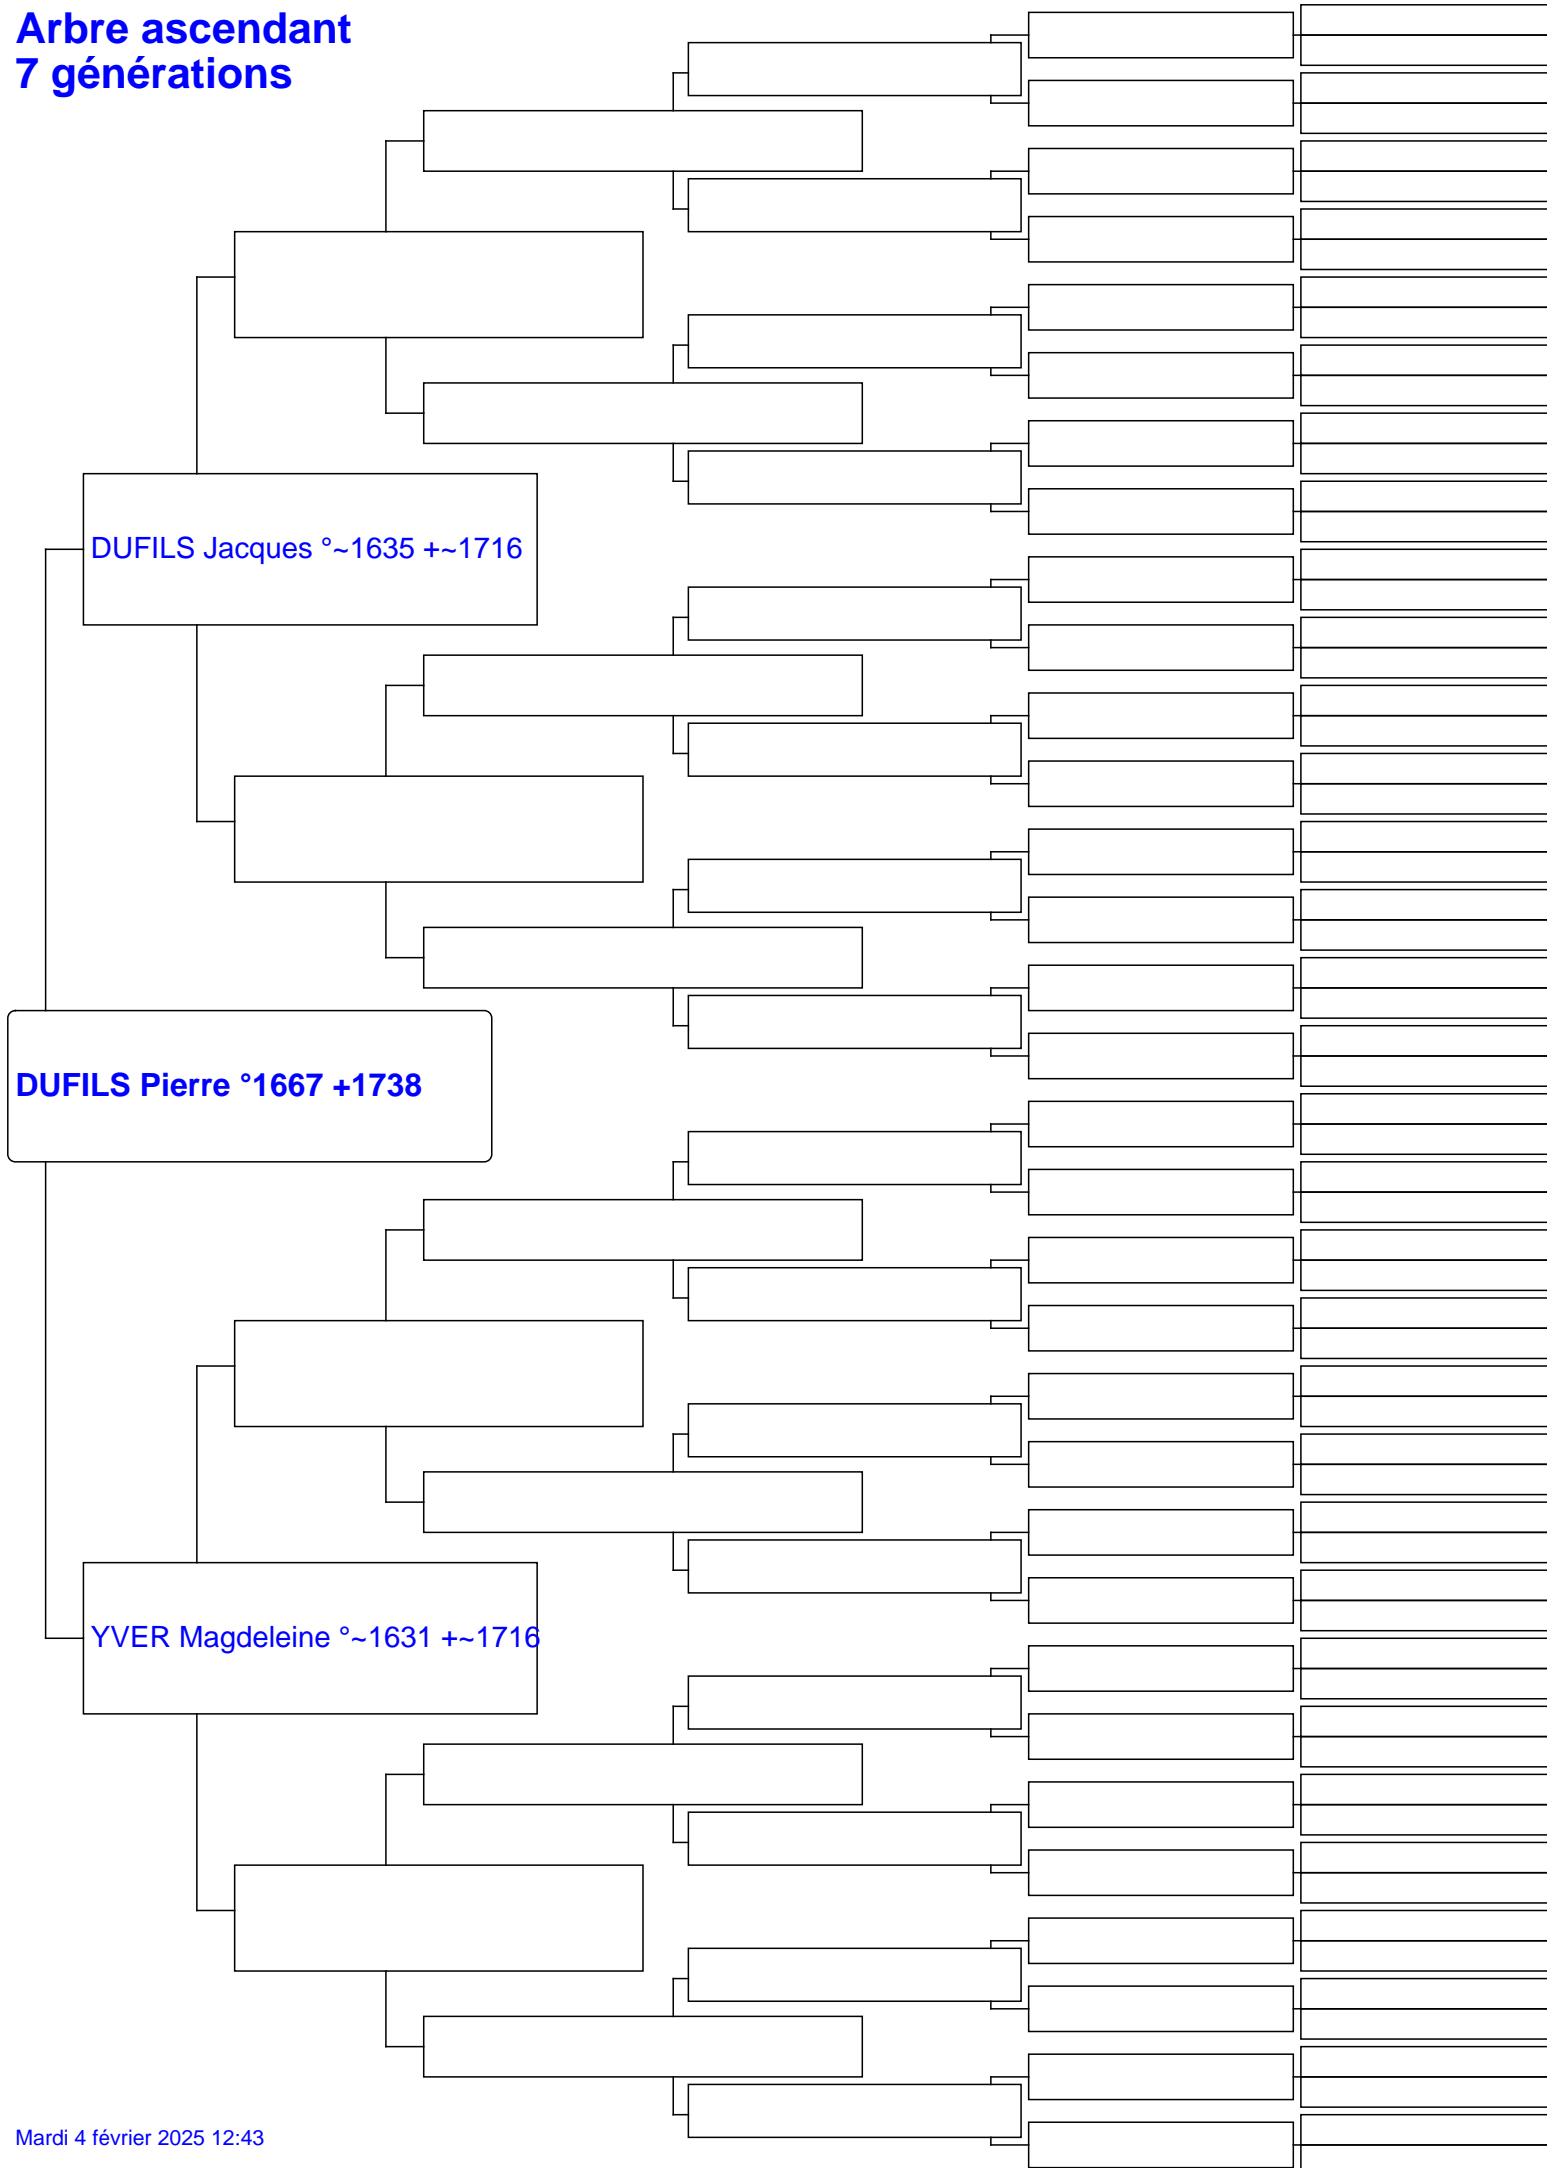 Arbre ascendant
7 générations
DUFILS Jacques °~1635 +~1716
DUFILS Pierre °1667 +1738
YVER Magdeleine °~1631 +~1716
Mardi 4 février 2025 12:43